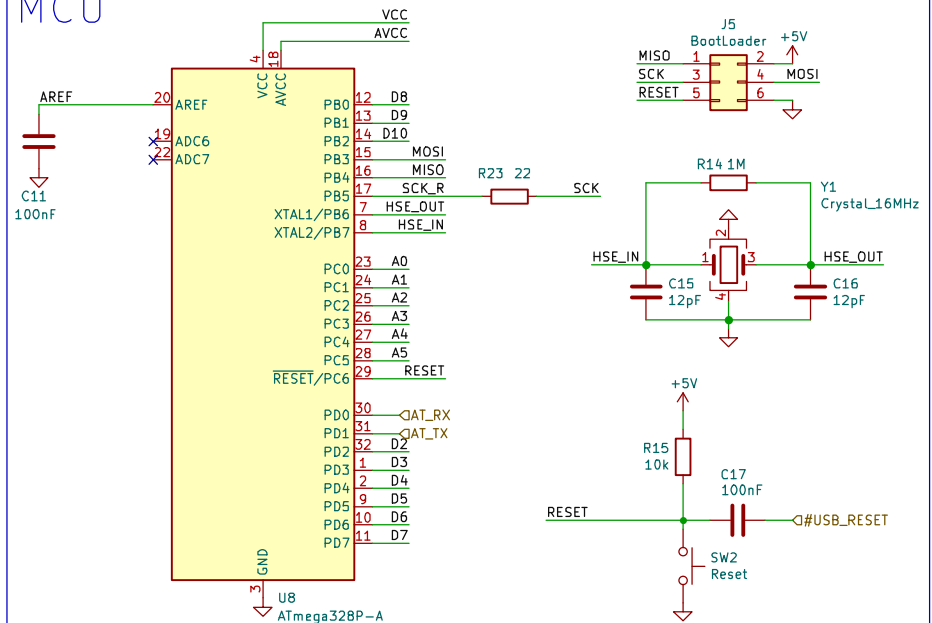 MCU
VCC
AVCC
4
18
VCC
AVCC
AREF
20
AREF
19
ADC6
22
ADC7
C11
100nF
PB0 12 D8
PB1 13 D9
PB2 14 D10
PB3 15 MOSI
PB4 16 MISO
PB5 17 SCK_R
XTAL1/PB6 7 HSE_OUT
XTAL2/PB7 8 HSE_IN
PC0 23 A0
PC1 24 A1
PC2 25 A2
PC3 26 A3
PC4 27 A4
PC5 28 A5
RESET/PC6 29 RESET
PD0 30 AT_RX
PD1 31 AT_TX
PD2 32 D2
PD3 1 D3
PD4 2 D4
PD5 9 D5
PD6 10 D6
PD7 11 D7
GND
3
U8
ATmega328P-A
R23 22
SCK
J5
BootLoader
+5V
MISO 1 2
SCK 3 4 MOSI
RESET 5 6
R14 1M
Y1
Crystal_16MHz
2
HSE_IN 1 3 HSE_OUT
4
C15
12pF
C16
12pF
+5V
R15
10k
C17
100nF
RESET
#USB_RESET
SW2
Reset